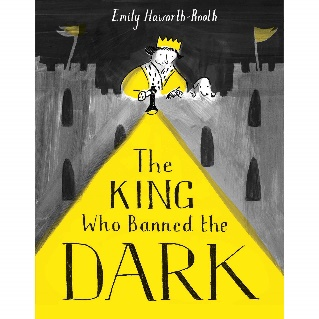 Emily Haworth-Booth
The
KING
Who Banned the
DARK